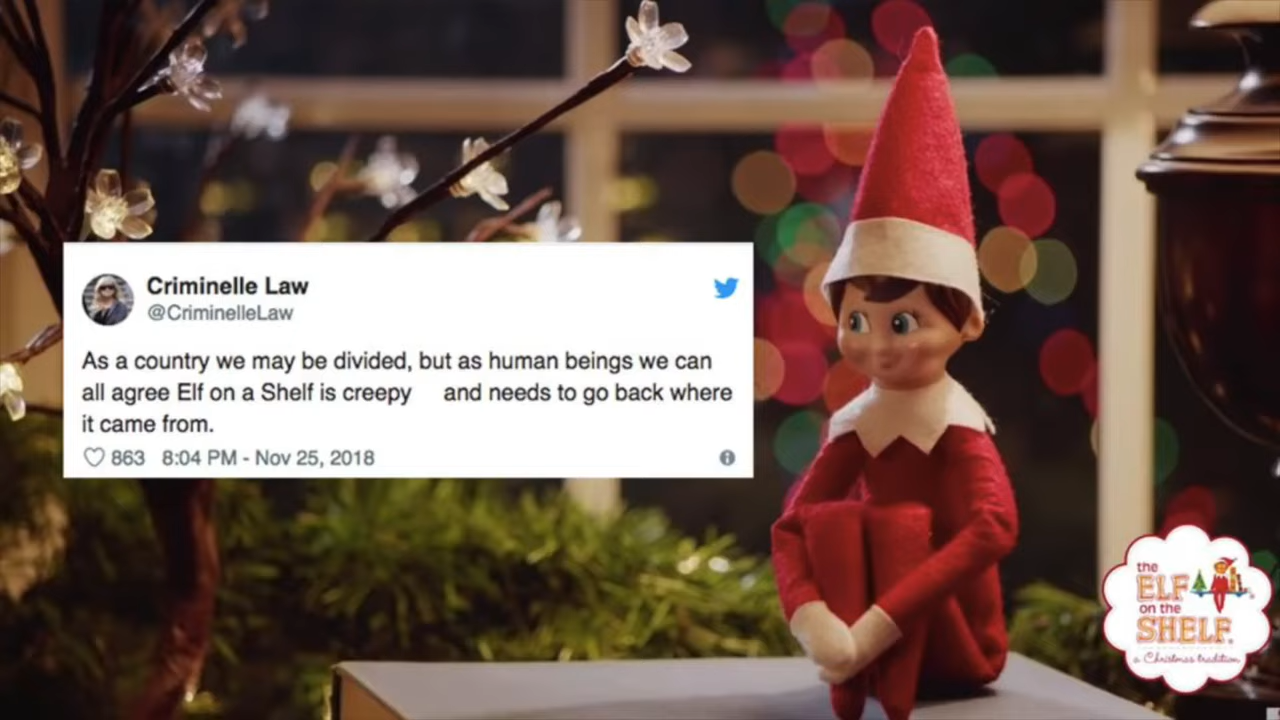 Criminelle Law
@CriminelleLaw
As a country we may be divided, but as human beings we can
all agree Elf on a Shelf is creepy and needs to go back where
it came from.
863 8:04 PM - Nov 25, 2018
the
ELF
on the
SHELF
a Christmas tradition